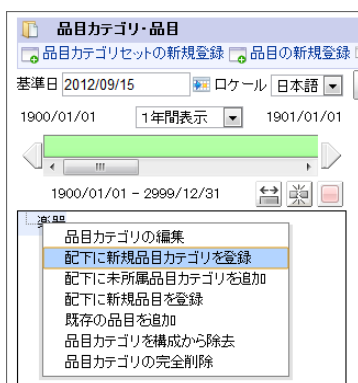 品目カテゴリ・品目
品目カテゴリセットの新規登録 品目の新規登録
基準日 2012/09/15 ロケール 日本語
1900/01/01 1年間表示 1901/01/01
1900/01/01 - 2999/12/31
楽器
品目カテゴリの編集
配下に新規品目カテゴリを登録
配下に未所属品目カテゴリを追加
配下に新規品目を登録
既存の品目を追加
品目カテゴリを構成から除去
品目カテゴリの完全削除